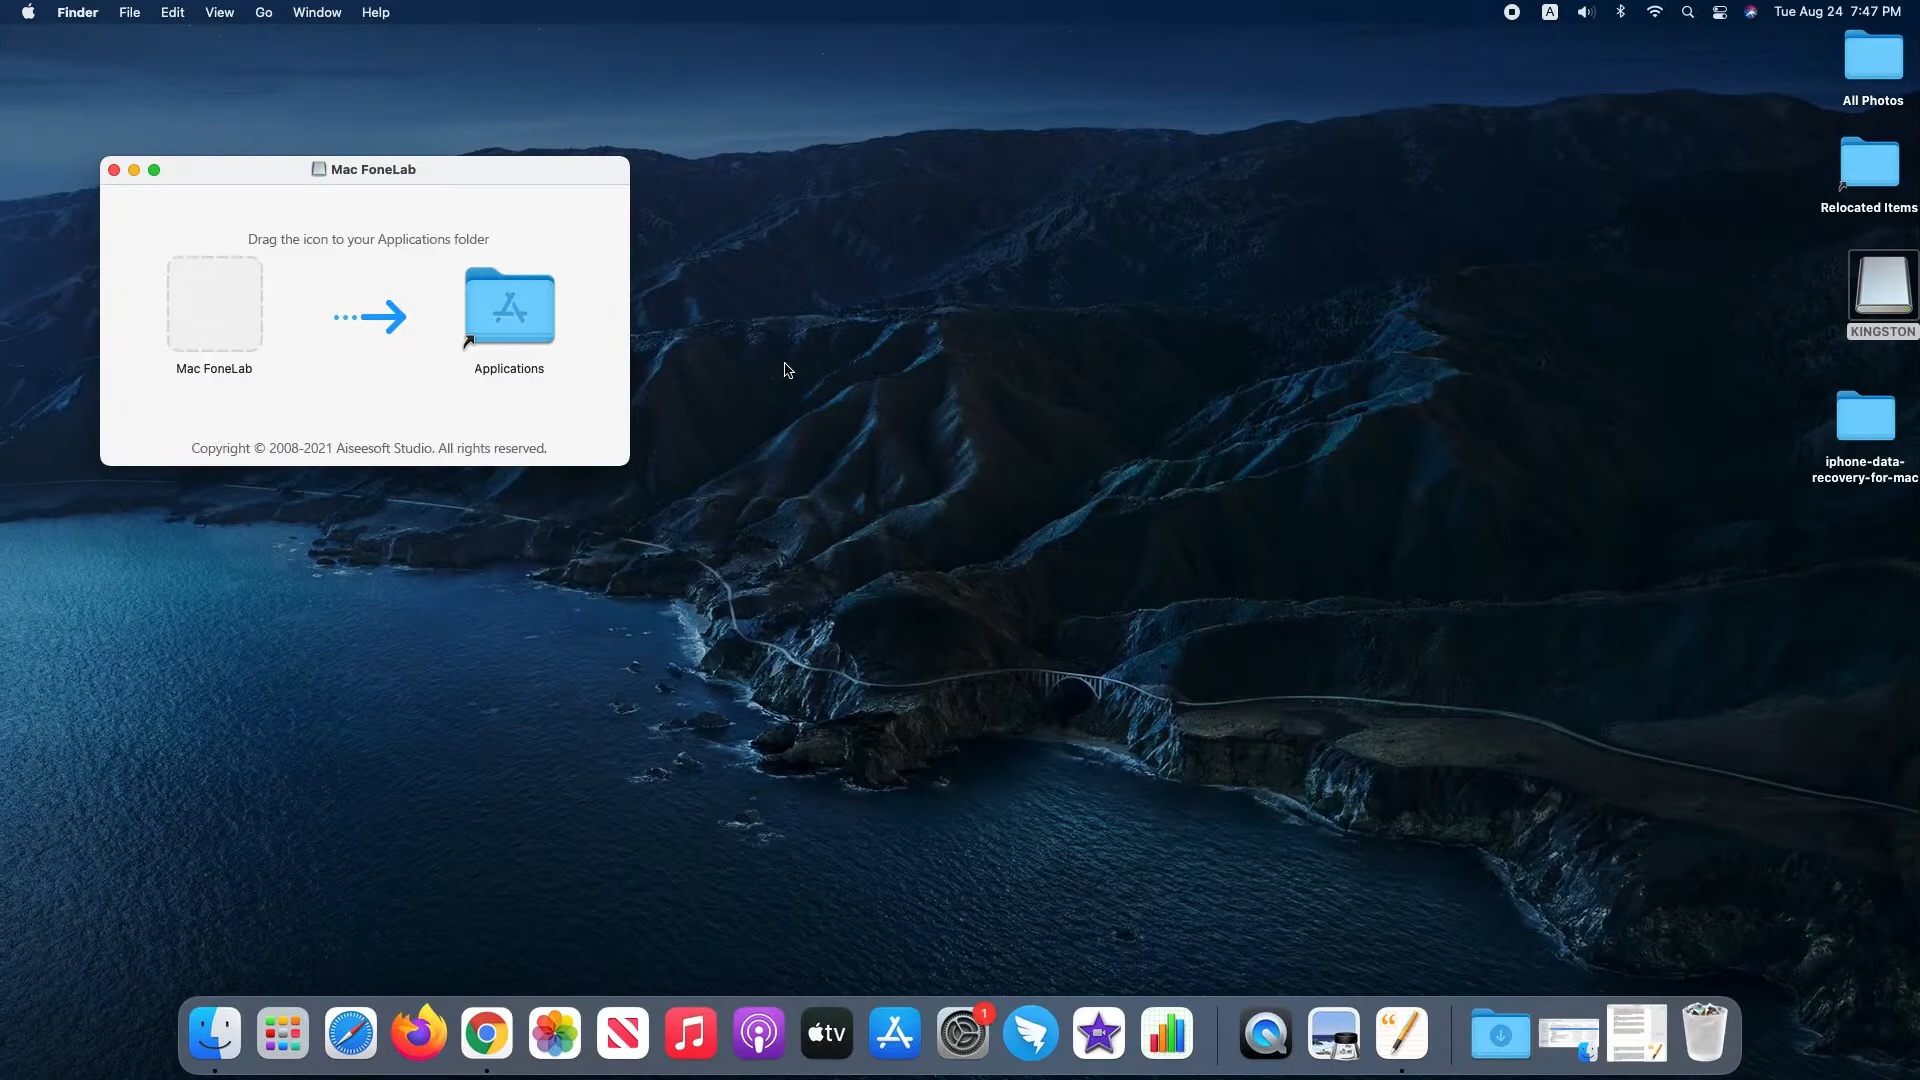 Finder File Edit View Go Window Help
A Tue Aug 24 7:47 PM
All Photos
Relocated Items
KINGSTON
iphone-data-
recovery-for-mac
Mac FoneLab
Drag the icon to your Applications folder
Mac FoneLab
Applications
Copyright © 2008-2021 Aiseesoft Studio. All rights reserved.
tv
1